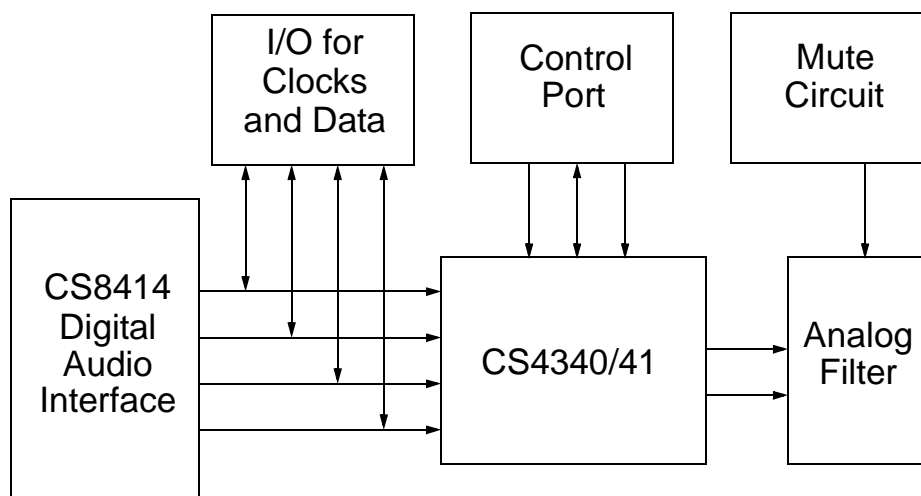 I/O for
Clocks
and Data
Control
Port
Mute
Circuit
CS8414
Digital
Audio
Interface
CS4340/41
Analog
Filter